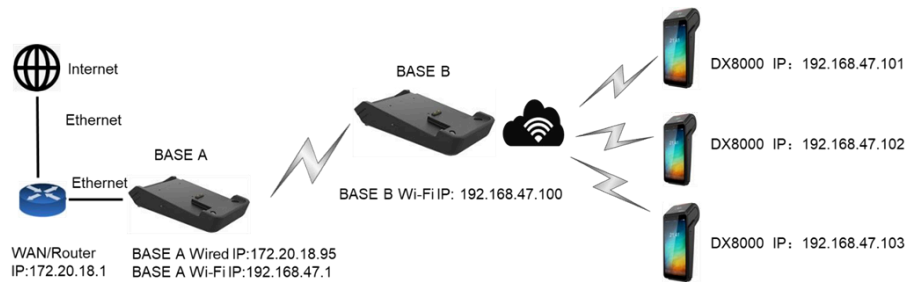 Internet
Ethernet
Ethernet
WAN/Router
IP:172.20.18.1
BASE A
BASE A Wired IP:172.20.18.95
BASE A Wi-Fi IP:192.168.47.1
BASE B
BASE B Wi-Fi IP: 192.168.47.100
DX8000 IP: 192.168.47.101
DX8000 IP: 192.168.47.102
DX8000 IP: 192.168.47.103